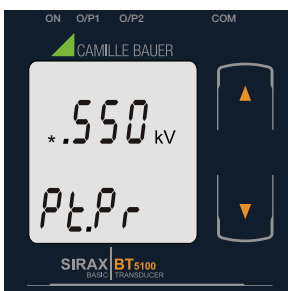 ON O/P1 O/P2 COM
CAMILLE BAUER
*.550 kV
Pt.Pr
SIRAX BT5100
BASIC TRANSDUCER